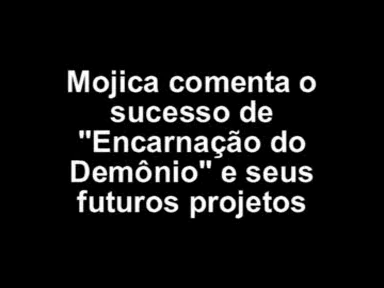 Mojica comenta o
sucesso de
"Encarnação do
Demônio" e seus
futuros projetos